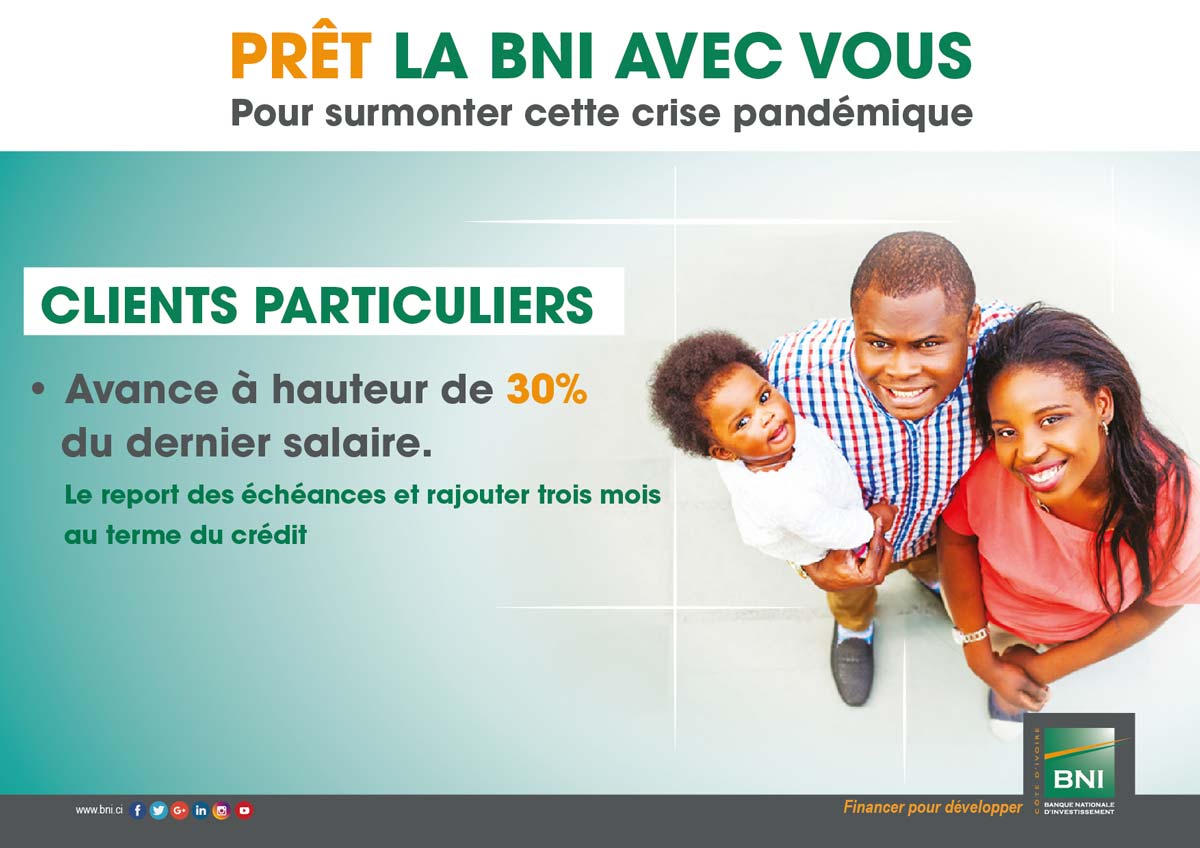 PRÊT LA BNI AVEC VOUS
Pour surmonter cette crise pandémique
CLIENTS PARTICULIERS
• Avance à hauteur de 30%
du dernier salaire.
Le report des échéances et rajouter trois mois
au terme du crédit
www.bni.ci
Financer pour développer
CÔTE D'IVOIRE
BNI
BANQUE NATIONALE
D'INVESTISSEMENT